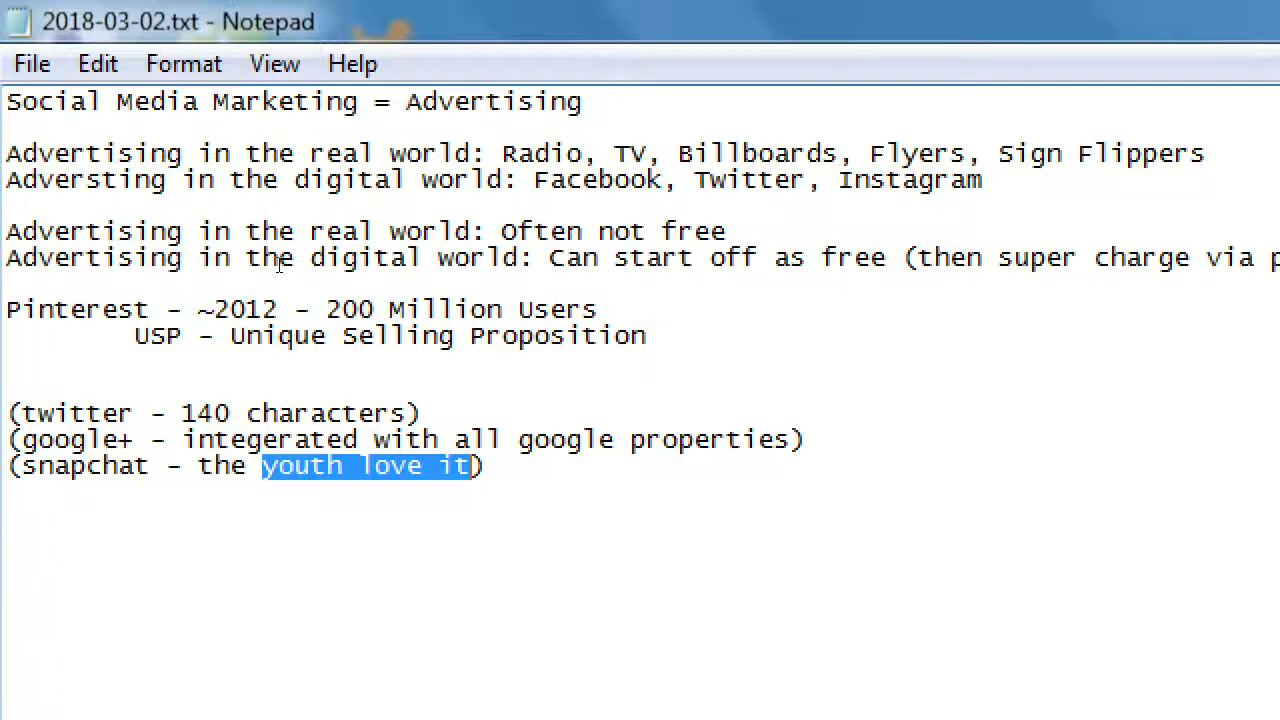 2018-03-02.txt - Notepad
File Edit Format View Help
Social Media Marketing = Advertising
Advertising in the real world: Radio, TV, Billboards, Flyers, Sign Flippers
Adversting in the digital world: Facebook, Twitter, Instagram
Advertising in the real world: Often not free
Advertising in the digital world: Can start off as free (then super charge via p
Pinterest - ~2012 - 200 Million Users
USP - Unique Selling Proposition
(twitter - 140 characters)
(google+ - integerated with all google properties)
(snapchat - the youth love it)